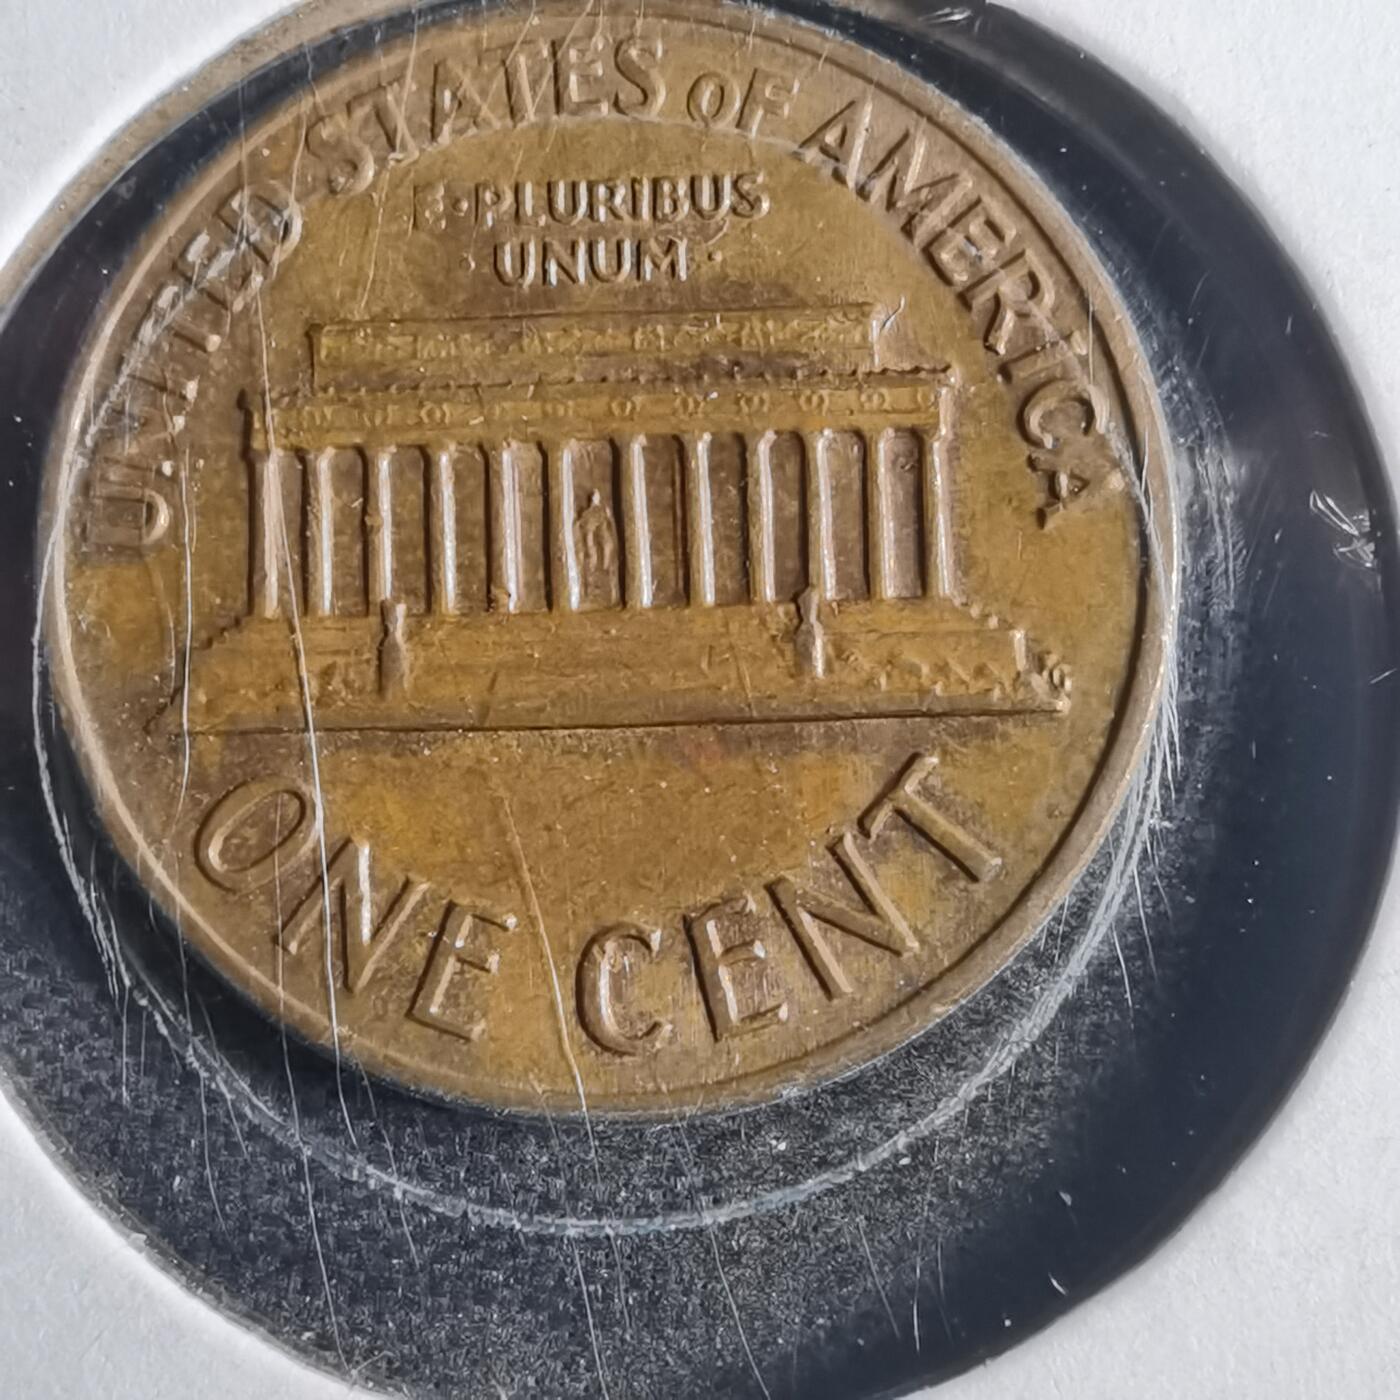 UNITED STATES OF AMERICA
E·PLURIBUS
·UNUM·
ONE CENT